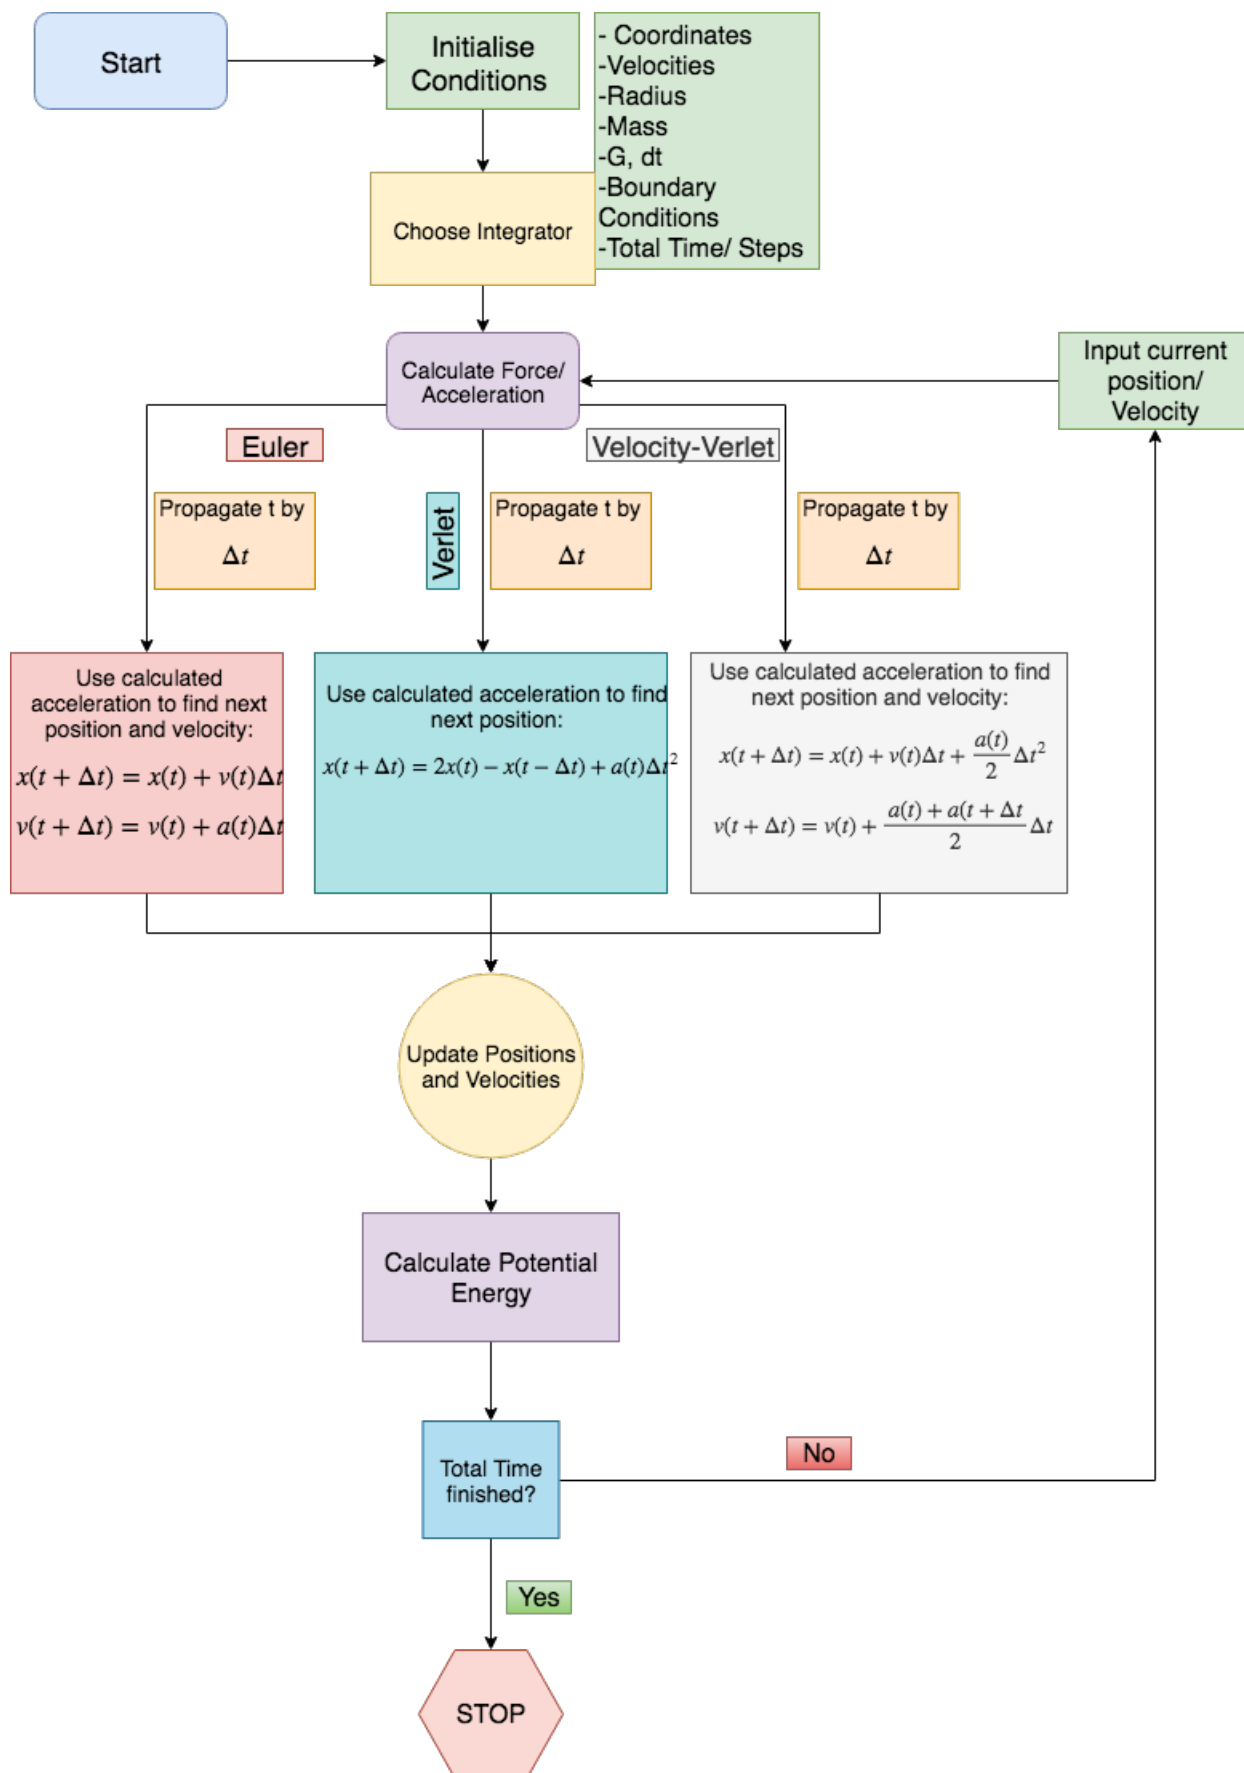 Start
Initialise
Conditions
- Coordinates
-Velocities
-Radius
-Mass
-G, dt
-Boundary
Conditions
-Total Time/ Steps
Choose Integrator
Calculate Force/
Acceleration
Input current
position/
Velocity
Euler
Verlet
Velocity-Verlet
Propagate t by
Δt
Propagate t by
Δt
Propagate t by
Δt
Use calculated
acceleration to find next
position and velocity:
x(t + Δt) = x(t) + v(t)Δt
v(t + Δt) = v(t) + a(t)Δt
Use calculated acceleration to find
next position:
x(t + Δt) = 2x(t) − x(t − Δt) + a(t)Δt²
Use calculated acceleration to find
next position and velocity:
x(t + Δt) = x(t) + v(t)Δt + a(t)/2 Δt²
v(t + Δt) = v(t) + a(t) + a(t + Δt/2 Δt
Update Positions
and Velocities
Calculate Potential
Energy
Total Time
finished?
No
Yes
STOP